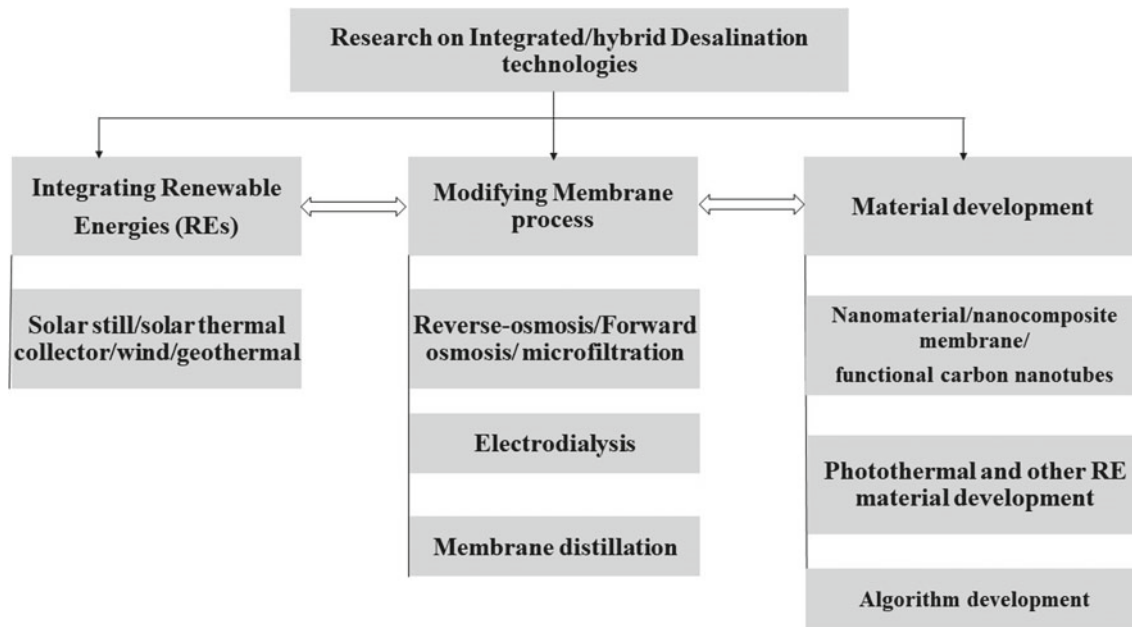 Research on Integrated/hybrid Desalination
technologies
Integrating Renewable
Energies (REs)
Solar still/solar thermal
collector/wind/geothermal
Modifying Membrane
process
Reverse-osmosis/Forward
osmosis/ microfiltration
Electrodialysis
Membrane distillation
Material development
Nanomaterial/nanocomposite
membrane/
functional carbon nanotubes
Photothermal and other RE
material development
Algorithm development